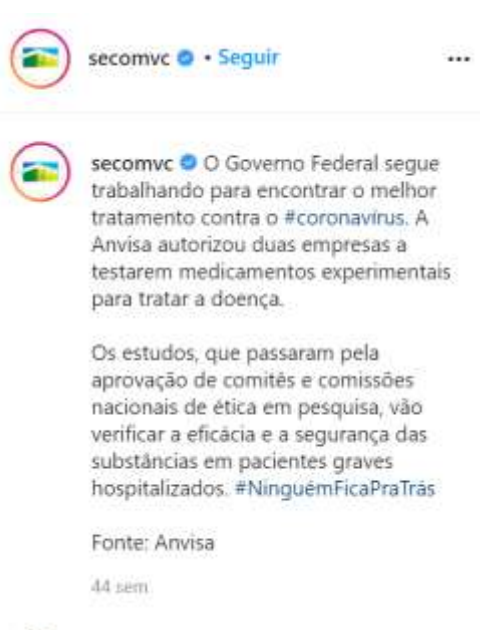 secomvc • Seguir
secomvc O Governo Federal segue
trabalhando para encontrar o melhor
tratamento contra o #coronavírus. A
Anvisa autorizou duas empresas a
testarem medicamentos experimentais
para tratar a doença.
Os estudos, que passaram pela
aprovação de comitês e comissões
nacionais de ética em pesquisa, vão
verificar a eficácia e a segurança das
substâncias em pacientes graves
hospitalizados. #NinguémFicaPraTrás
Fonte: Anvisa
44 sem